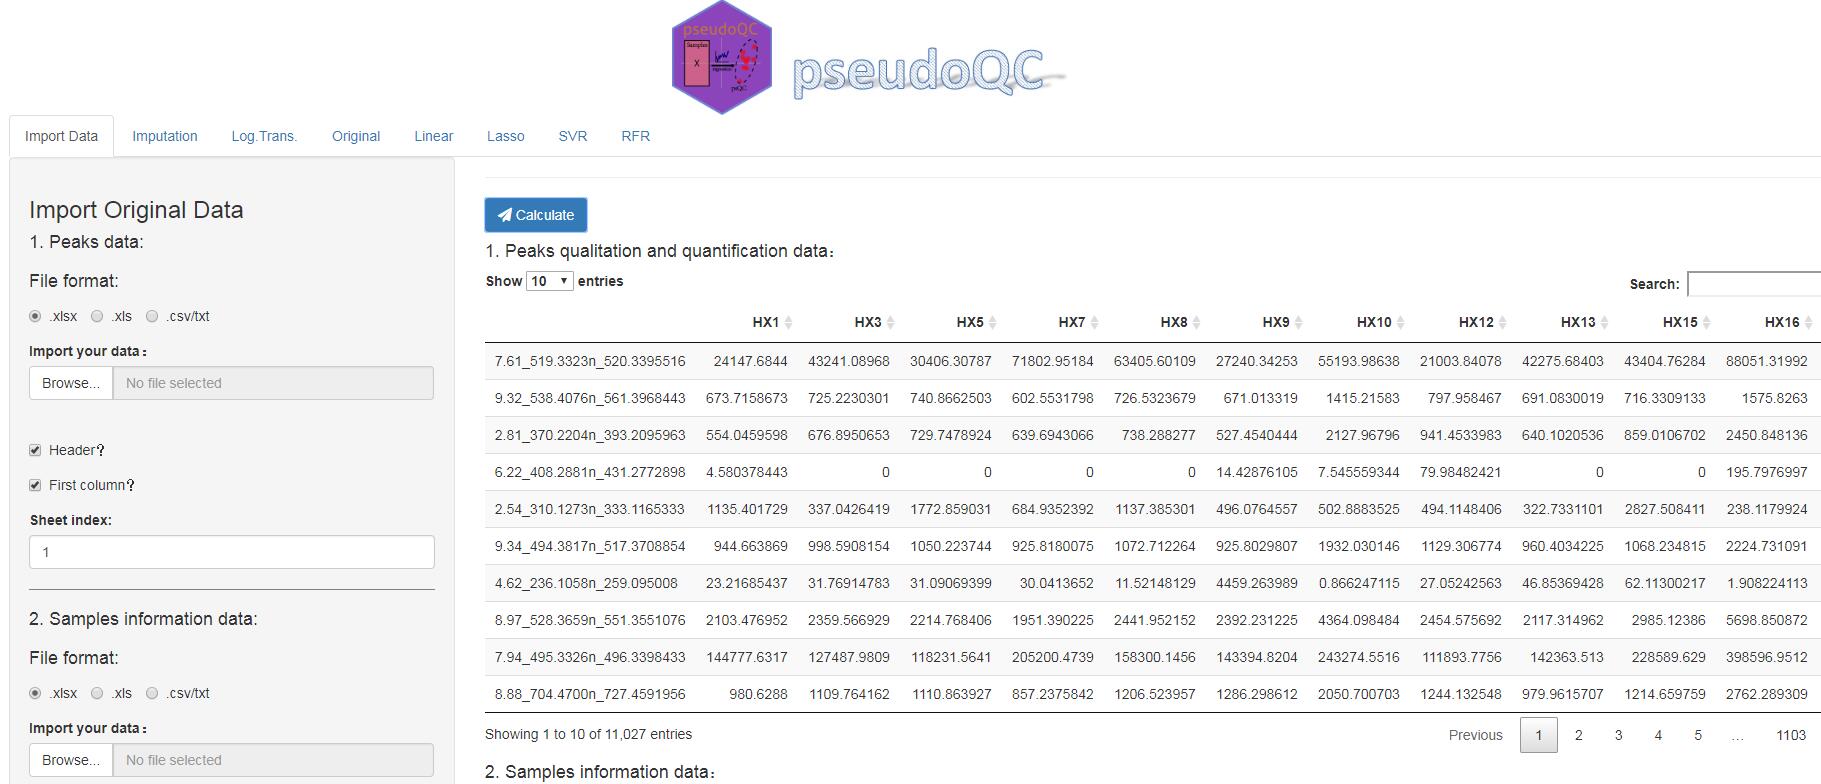 pseudoQC
Samples
X
psQC
pseudoQC
Import Data Imputation Log.Trans. Original Linear Lasso SVR RFR
Import Original Data
1. Peaks data:
File format:
.xlsx .xls .csv/txt
Import your data：
Browse... No file selected
Header?
First column?
Sheet index:
1
2. Samples information data:
File format:
.xlsx .xls .csv/txt
Import your data：
Browse... No file selected
Calculate
1. Peaks qualitation and quantification data：
Show 10 entries
Search:
HX1 HX3 HX5 HX7 HX8 HX9 HX10 HX12 HX13 HX15 HX16
7.61_519.3323n_520.3395516 24147.6844 43241.08968 30406.30787 71802.95184 63405.60109 27240.34253 55193.98638 21003.84078 42275.68403 43404.76284 88051.31992
9.32_538.4076n_561.3968443 673.7158673 725.2230301 740.8662503 602.5531798 726.5323679 671.013319 1415.21583 797.958467 691.0830019 716.3309133 1575.8263
2.81_370.2204n_393.2095963 554.0459598 676.8950653 729.7478924 639.6943066 738.288277 527.4540444 2127.96796 941.4533983 640.1020536 859.0106702 2450.848136
6.22_408.2881n_431.2772898 4.580378443 0 0 0 0 14.42876105 7.545559344 79.98482421 0 0 195.7976997
2.54_310.1273n_333.1165333 1135.401729 337.0426419 1772.859031 684.9352392 1137.385301 496.0764557 502.8883525 494.1148406 322.7331101 2827.508411 238.1179924
9.34_494.3817n_517.3708854 944.663869 998.5908154 1050.223744 925.8180075 1072.712264 925.8029807 1932.030146 1129.306774 960.4034225 1068.234815 2224.731091
4.62_236.1058n_259.095008 23.21685437 31.76914783 31.09069399 30.0413652 11.52148129 4459.263989 0.866247115 27.05242563 46.85369428 62.11300217 1.908224113
8.97_528.3659n_551.3551076 2103.476952 2359.566929 2214.768406 1951.390225 2441.952152 2392.231225 4364.098484 2454.575692 2117.314962 2985.12386 5698.850872
7.94_495.3326n_496.3398433 144777.6317 127487.9809 118231.5641 205200.4739 158300.1456 143394.8204 243274.5516 111893.7756 142363.513 228589.629 398596.9512
8.88_704.4700n_727.4591956 980.6288 1109.764162 1110.863927 857.2375842 1206.523957 1286.298612 2050.700703 1244.132548 979.9615707 1214.659759 2762.289309
Showing 1 to 10 of 11,027 entries
Previous 1 2 3 4 5 … 1103
2. Samples information data：